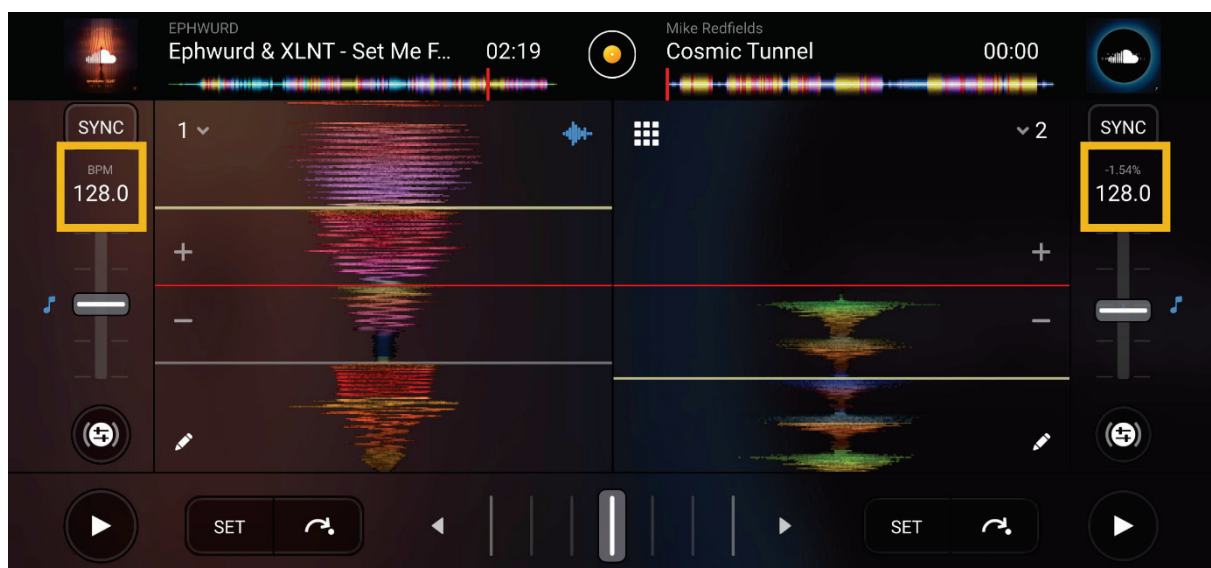 EPHWURD
Ephwurd & XLNT - Set Me F... 02:19
Mike Redfields
Cosmic Tunnel 00:00
SYNC
BPM
128.0
1
2
SYNC
-1.54%
128.0
SET
SET